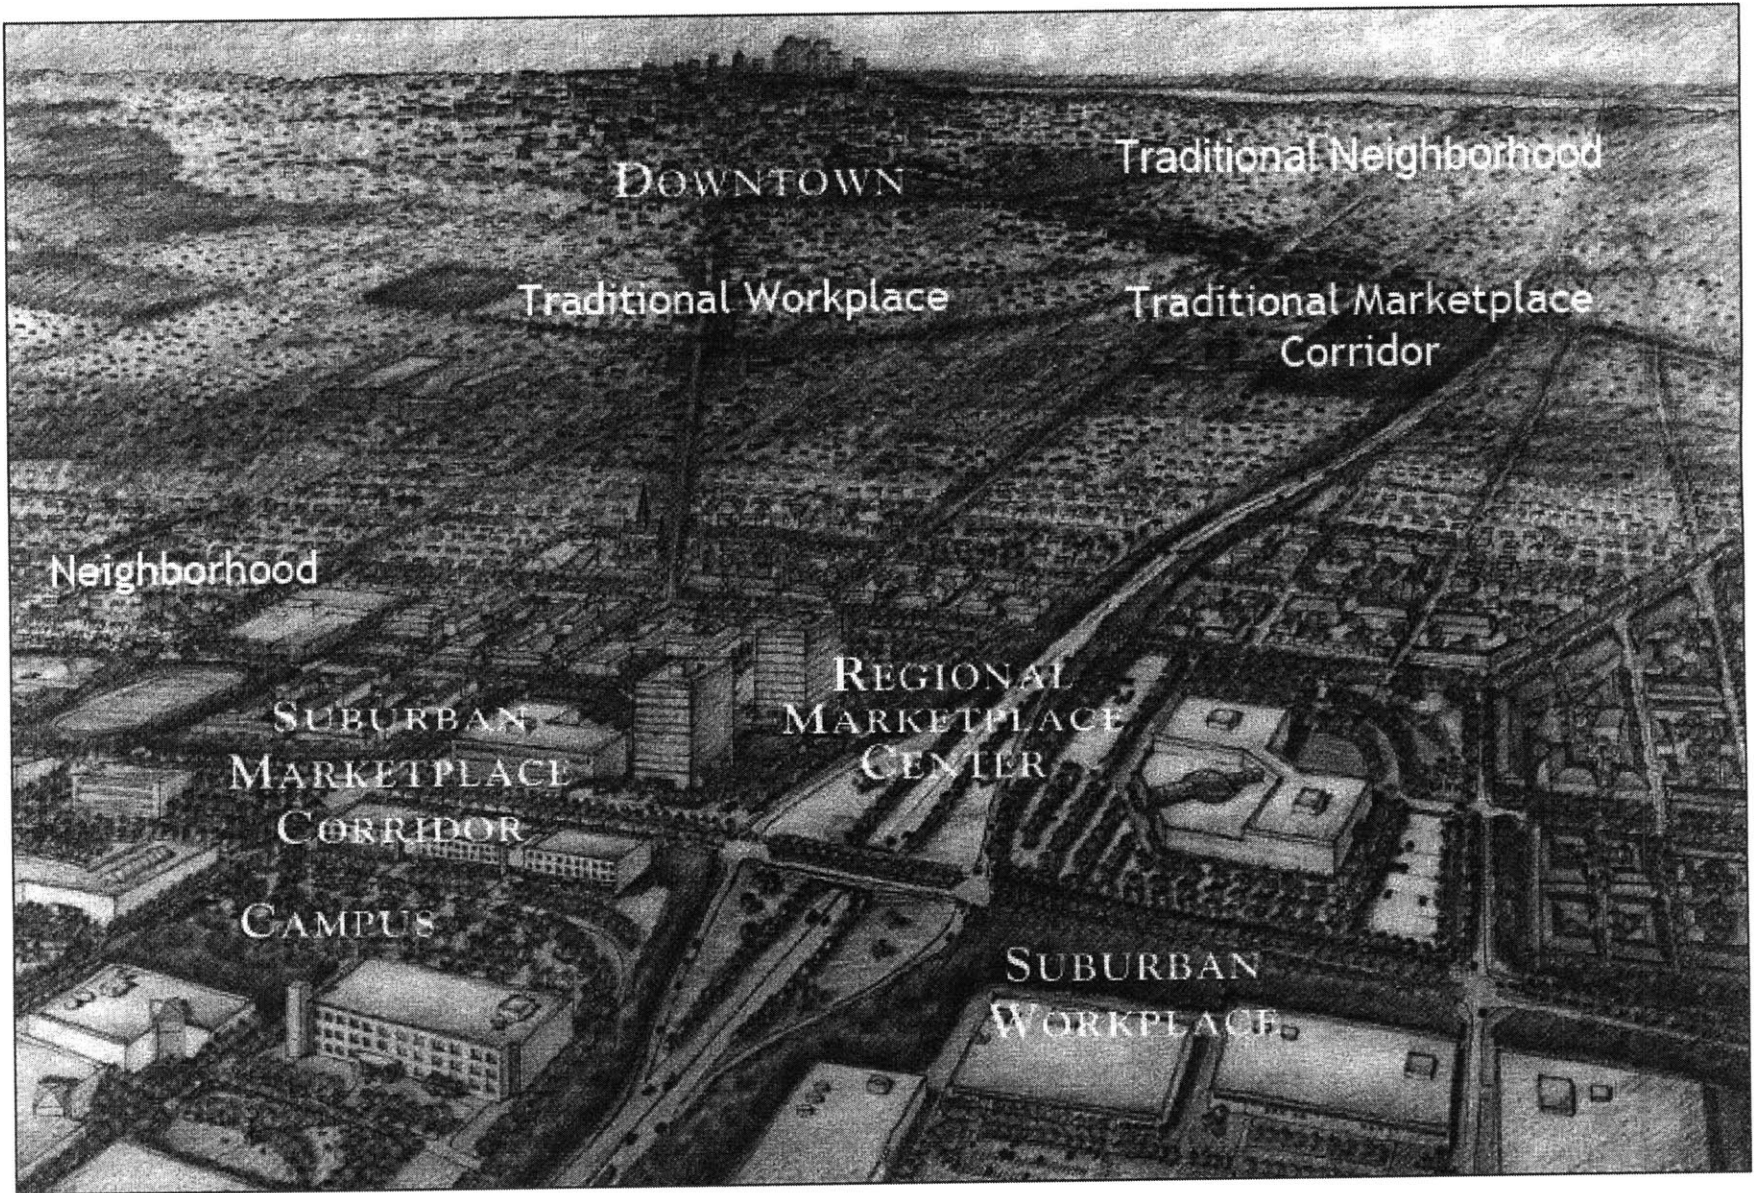 Traditional Neighborhood
DOWNTOWN
Traditional Workplace
Traditional Marketplace
Corridor
Neighborhood
REGIONAL
MARKETPLACE
CENTER
SUBURBAN
MARKETPLACE
CORRIDOR
CAMPUS
SUBURBAN
WORKPLACE